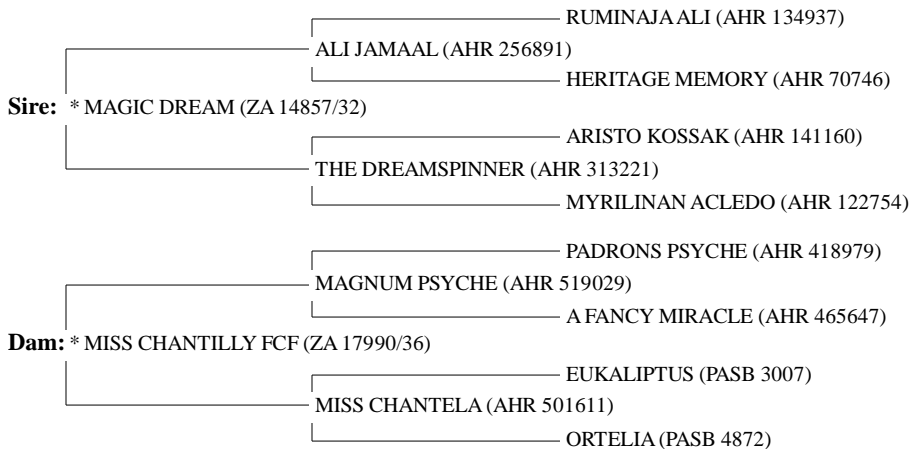 RUMINAJA ALI (AHR 134937)
ALI JAMAAL (AHR 256891)
HERITAGE MEMORY (AHR 70746)
Sire: * MAGIC DREAM (ZA 14857/32)
ARISTO KOSSAK (AHR 141160)
THE DREAMSPINNER (AHR 313221)
MYRILINAN ACLEDO (AHR 122754)
PADRONS PSYCHE (AHR 418979)
MAGNUM PSYCHE (AHR 519029)
A FANCY MIRACLE (AHR 465647)
Dam: * MISS CHANTILLY FCF (ZA 17990/36)
EUKALIPTUS (PASB 3007)
MISS CHANTELA (AHR 501611)
ORTELIA (PASB 4872)